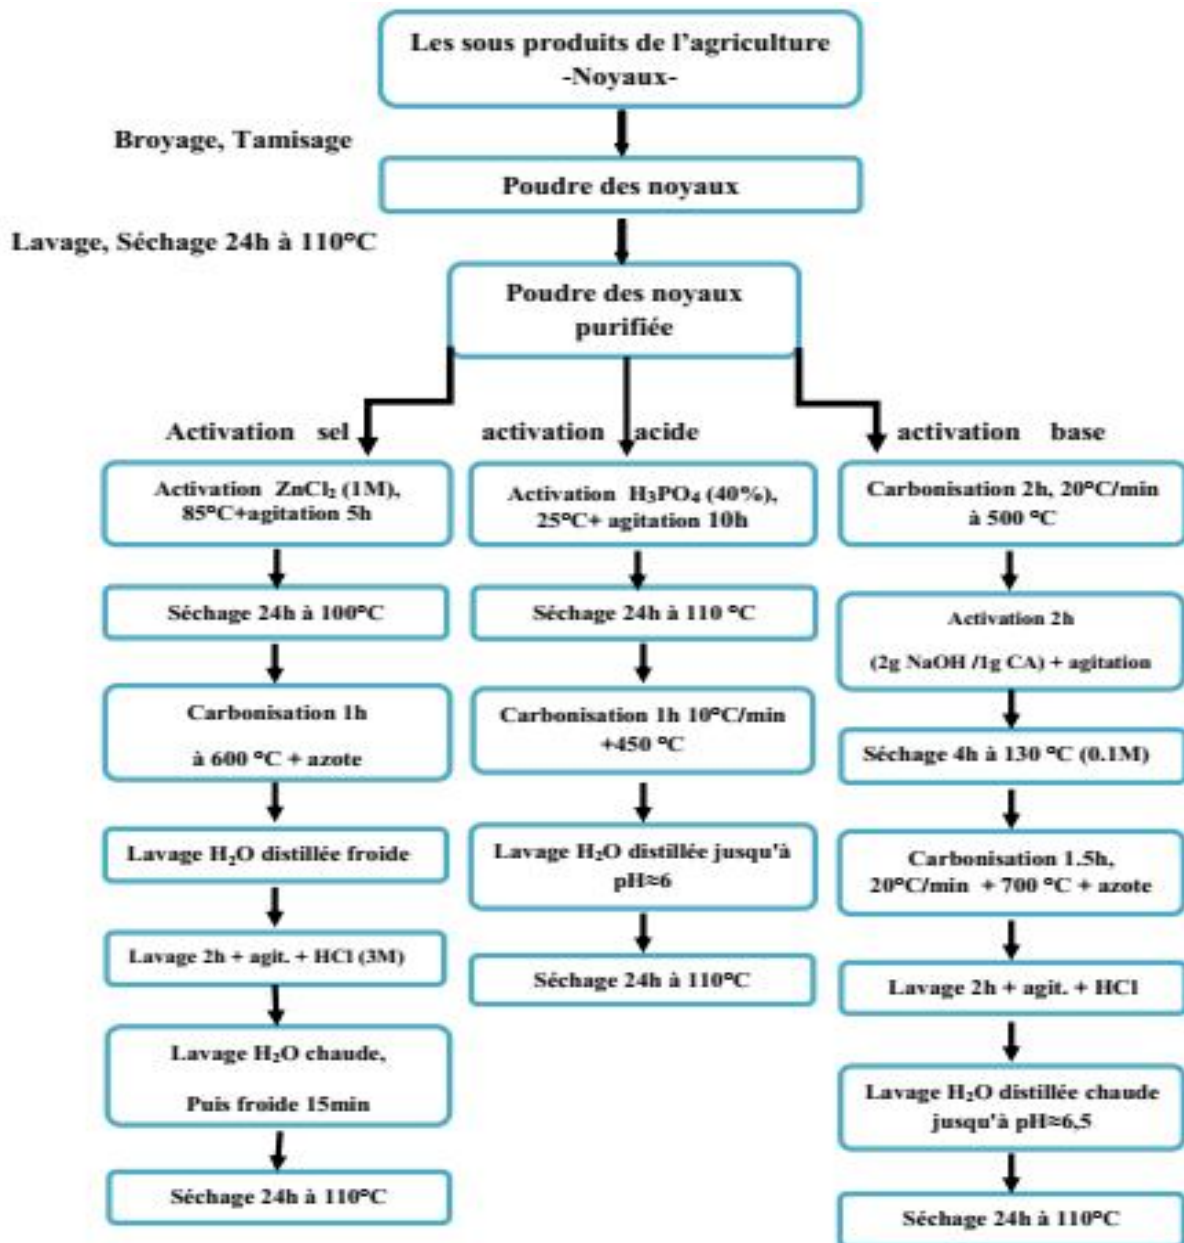 Les sous produits de l'agriculture
-Noyaux-
Broyage, Tamisage
Poudre des noyaux
Lavage, Séchage 24h à 110°C
Poudre des noyaux
purifiée
Activation sel
Activation ZnCl₂ (1M),
85°C+agitation 5h
Séchage 24h à 100°C
Carbonisation 1h
à 600 °C + azote
Lavage H₂O distillée froide
Lavage 2h + agit. + HCl (3M)
Lavage H₂O chaude,
Puis froide 15min
Séchage 24h à 110°C
activation acide
Activation H₃PO₄ (40%),
25°C+ agitation 10h
Séchage 24h à 110 °C
Carbonisation 1h 10°C/min
+450 °C
Lavage H₂O distillée jusqu'à
pH≈6
Séchage 24h à 110°C
activation base
Carbonisation 2h, 20°C/min
à 500 °C
Activation 2h
(2g NaOH /1g CA) + agitation
Séchage 4h à 130 °C (0.1M)
Carbonisation 1.5h,
20°C/min + 700 °C + azote
Lavage 2h + agit. + HCl
Lavage H₂O distillée chaude
jusqu'à pH≈6,5
Séchage 24h à 110°C